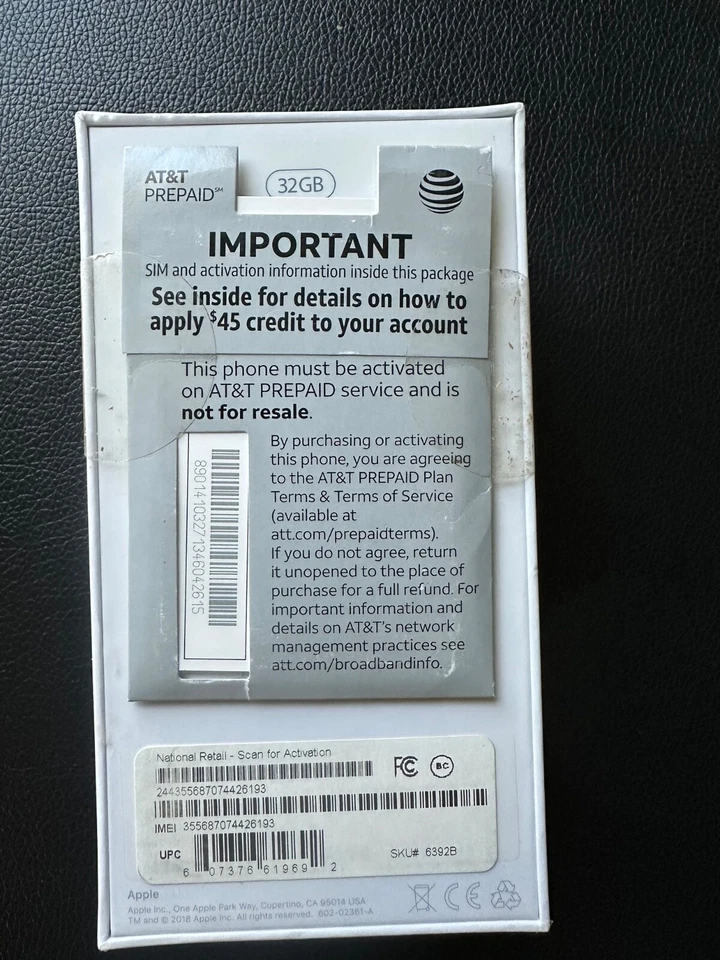 AT&T
PREPAID℠
32GB
IMPORTANT
SIM and activation information inside this package
See inside for details on how to
apply $45 credit to your account
This phone must be activated
on AT&T PREPAID service and is
not for resale.
89014103271346042615
By purchasing or activating
this phone, you are agreeing
to the AT&T PREPAID Plan
Terms & Terms of Service
(available at
att.com/prepaidterms).
If you do not agree, return
it unopened to the place of
purchase for a full refund. For
important information and
details on AT&T's network
management practices see
att.com/broadbandinfo.
National Retail - Scan for Activation
FC BC
244355687074426193
IMEI 355687074426193
UPC
6 07376 61969 2
SKU# 6392B
Apple
Apple Inc., One Apple Park Way, Cupertino, CA 95014 USA
TM and © 2018 Apple Inc. All rights reserved. 602-02361-A
CE